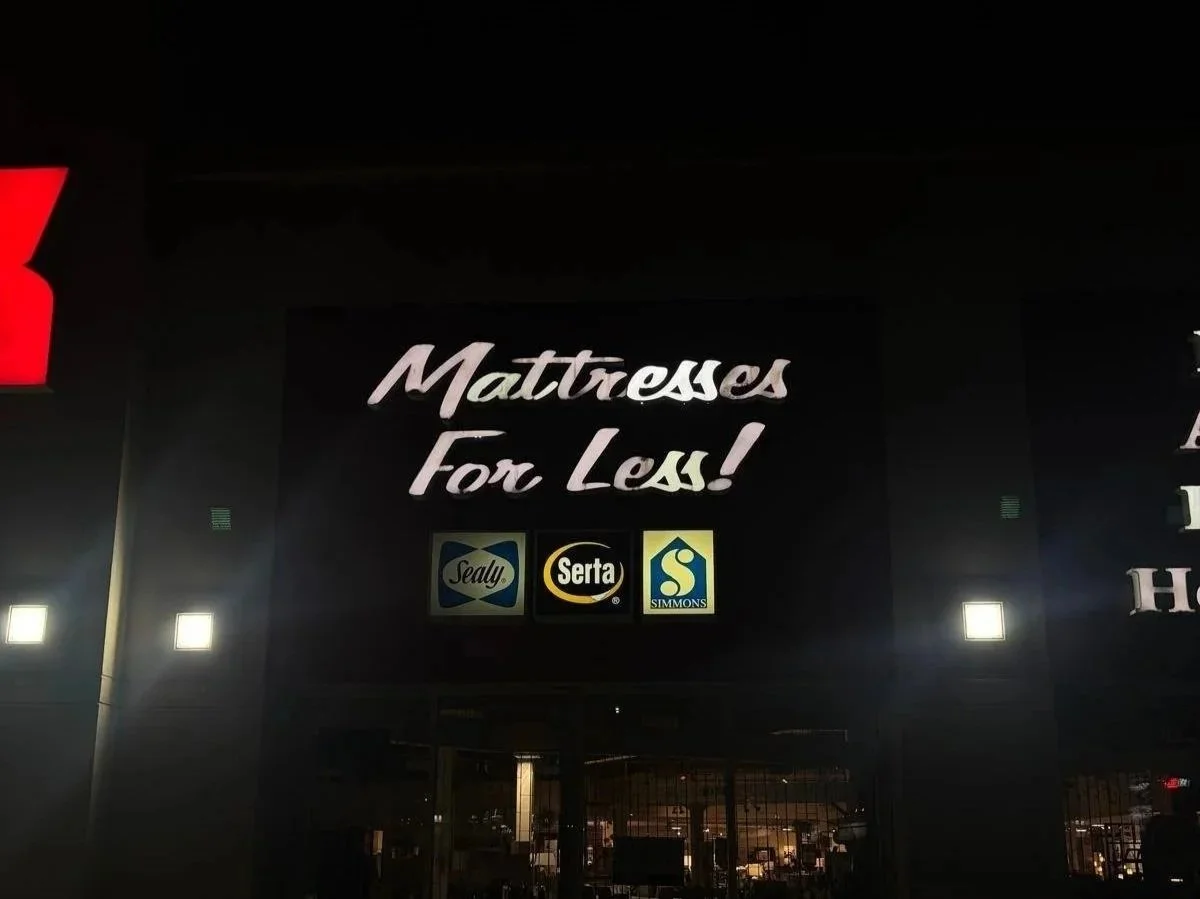 Mattresses
For Less!
Sealy®
Serta®
SIMMONS